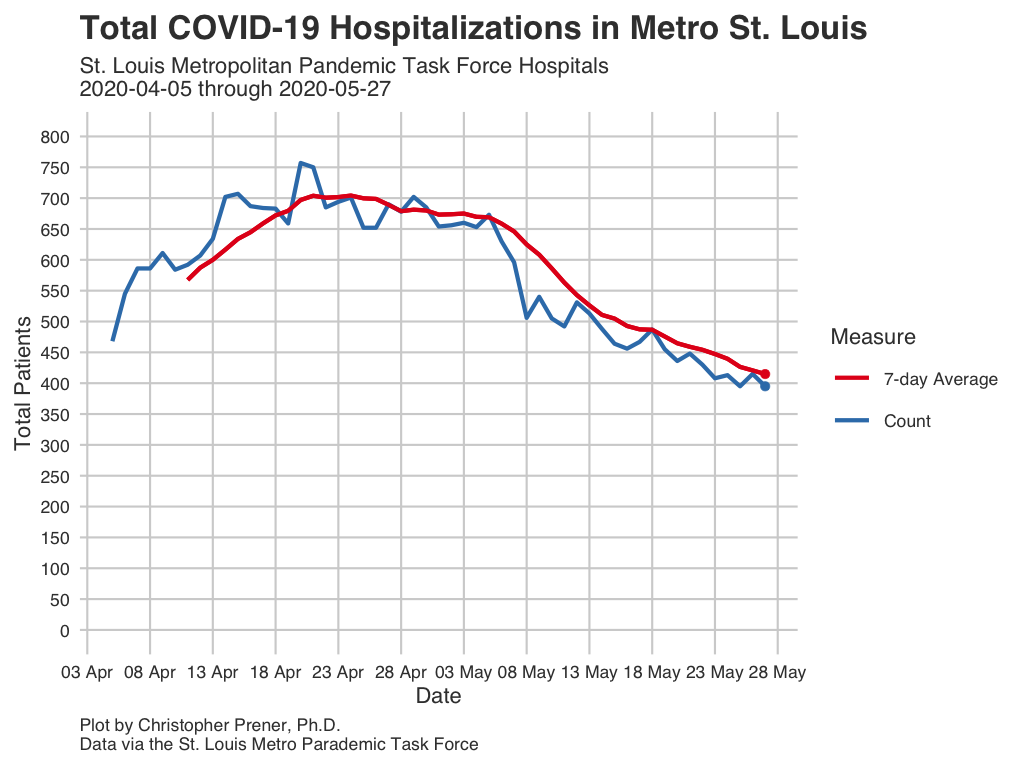 Total COVID-19 Hospitalizations in Metro St. Louis
St. Louis Metropolitan Pandemic Task Force Hospitals
2020-04-05 through 2020-05-27
Total Patients
800
750
700
650
600
550
500
450
400
350
300
250
200
150
100
50
0
03 Apr 08 Apr 13 Apr 18 Apr 23 Apr 28 Apr 03 May 08 May 13 May 18 May 23 May 28 May
Date
Measure
7-day Average
Count
Plot by Christopher Prener, Ph.D.
Data via the St. Louis Metro Parademic Task Force